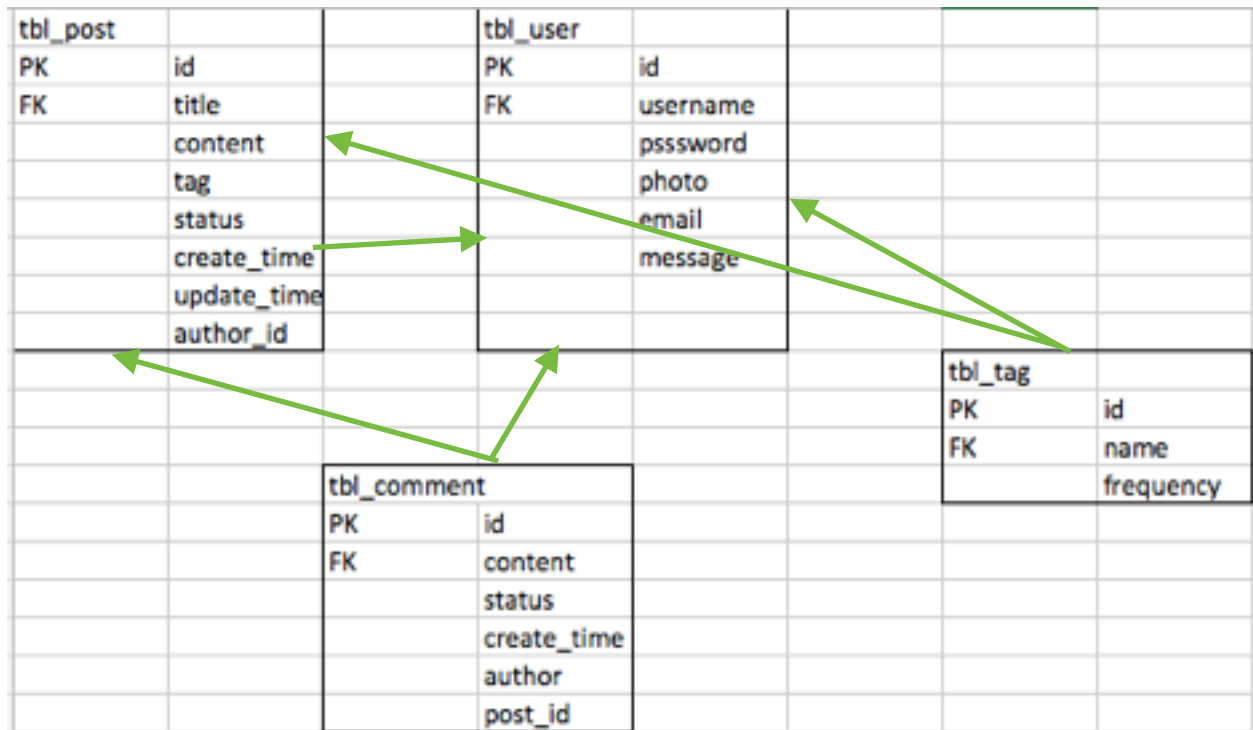 tbl_post
PK id
FK title
content
tag
status
create_time
update_time
author_id
tbl_user
PK id
FK username
psssword
photo
email
message
tbl_tag
PK id
FK name
frequency
tbl_comment
PK id
FK content
status
create_time
author
post_id